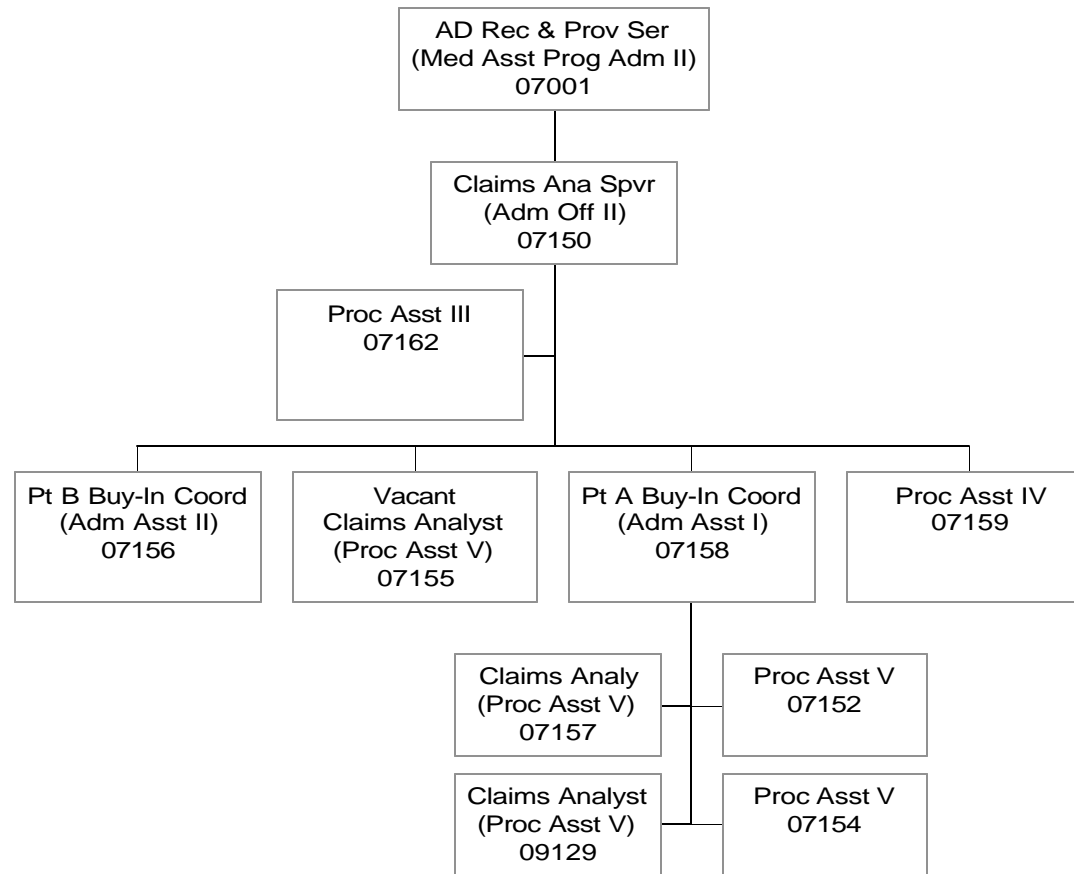 AD Rec & Prov Ser
(Med Asst Prog Adm II)
07001
Claims Ana Spvr
(Adm Off II)
07150
Proc Asst III
07162
Pt B Buy-In Coord
(Adm Asst II)
07156
Vacant
Claims Analyst
(Proc Asst V)
07155
Pt A Buy-In Coord
(Adm Asst I)
07158
Proc Asst IV
07159
Claims Analy
(Proc Asst V)
07157
Proc Asst V
07152
Claims Analyst
(Proc Asst V)
09129
Proc Asst V
07154